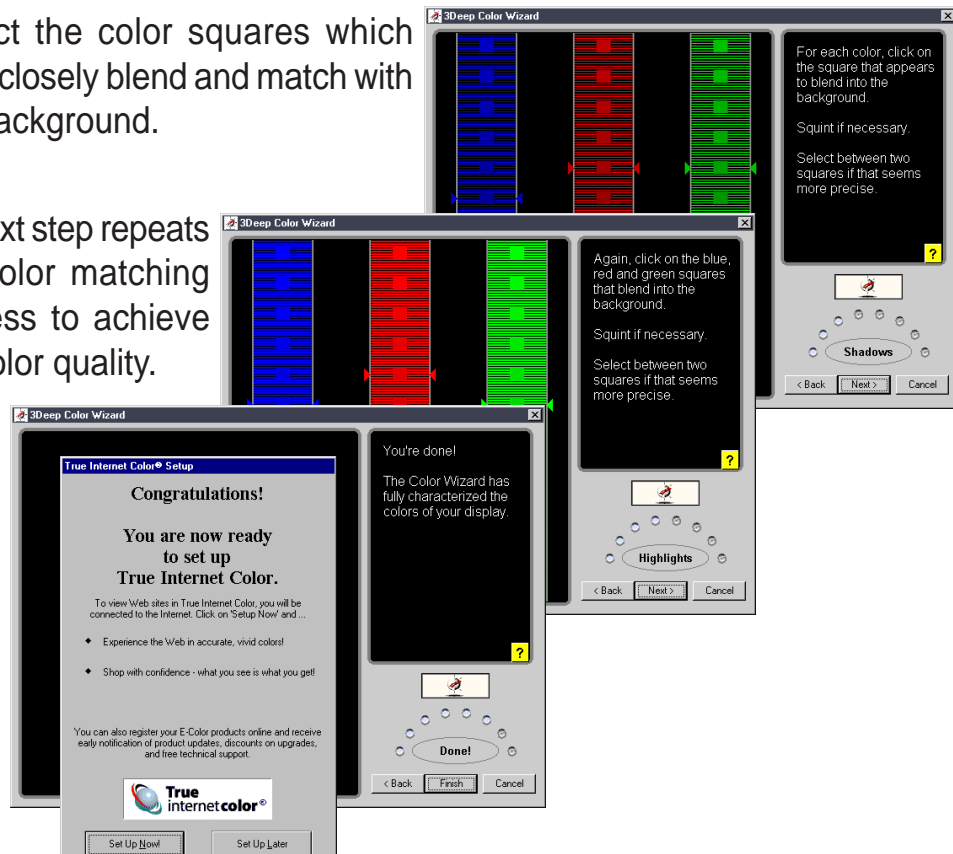 ct the color squares which
closely blend and match with
ackground.
3Deep Color Wizard
For each color, click on
the square that appears
to blend into the
background.
Squint if necessary.
Select between two
squares if that seems
more precise.
?
Shadows
< Back Next > Cancel
xt step repeats
olor matching
ess to achieve
olor quality.
3Deep Color Wizard
Again, click on the blue,
red and green squares
that blend into the
background.
Squint if necessary.
Select between two
squares if that seems
more precise.
?
Highlights
< Back Next > Cancel
3Deep Color Wizard
True Internet Color® Setup
Congratulations!
You are now ready
to set up
True Internet Color.
To view Web sites in True Internet Color, you will be
connected to the Internet. Click on 'Setup Now' and ...
Experience the Web in accurate, vivid colors!
Shop with confidence - what you see is what you get!
You can also register your E-Color products online and receive
early notification of product updates, discounts on upgrades,
and free technical support.
True
internetcolor®
Set Up Now! Set Up Later
You're done!
The Color Wizard has
fully characterized the
colors of your display.
?
Done!
< Back Finish Cancel